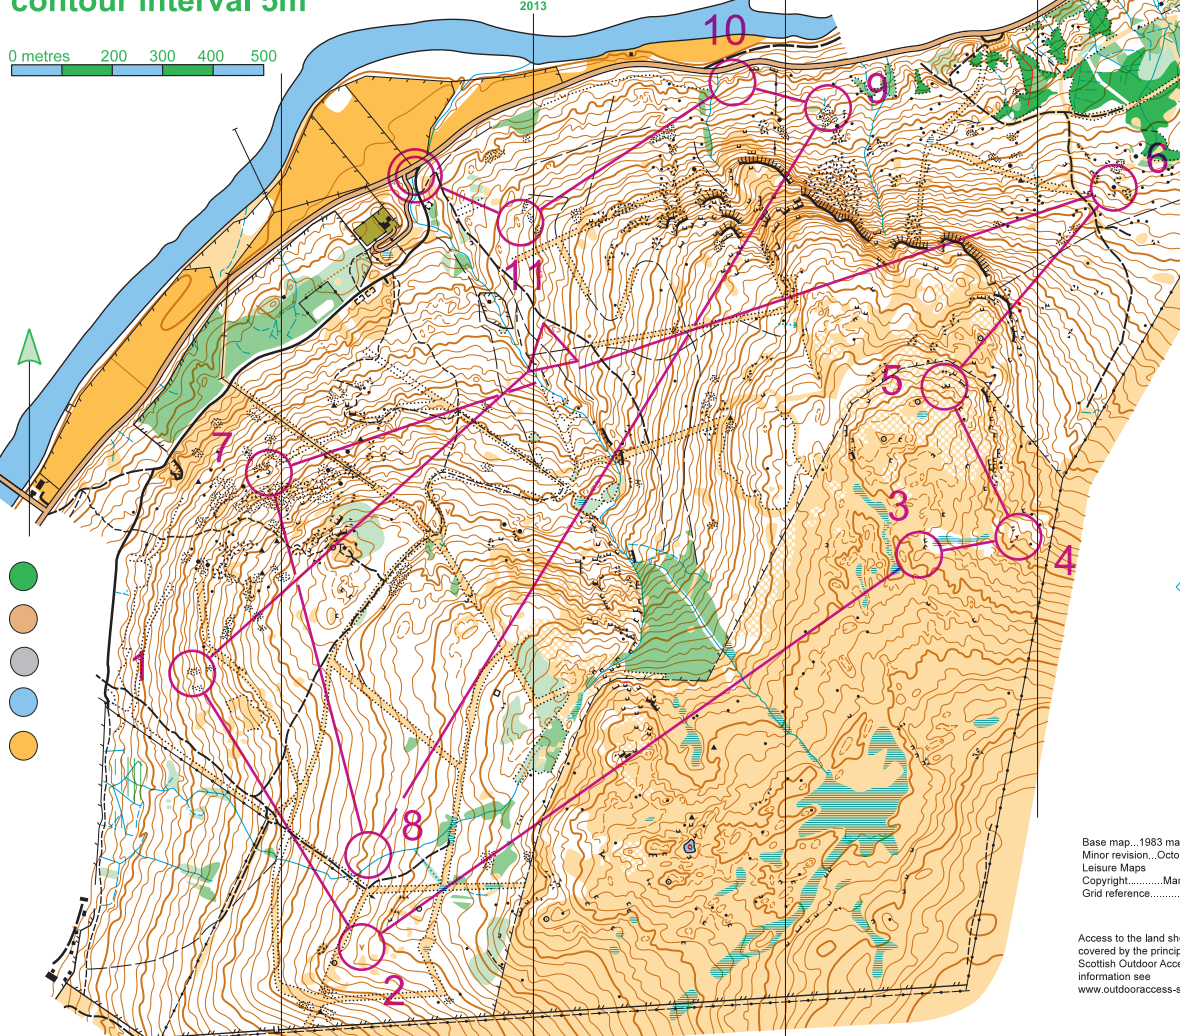 contour interval 5m
2013
0 metres 200 300 400 500
10
9
6
11
5
7
3
4
1
8
2
Base map...1983 ma
Minor revision...Octo
Leisure Maps
Copyright............Mar
Grid reference..........
Access to the land sh
covered by the princip
Scottish Outdoor Acce
information see
www.outdooraccess-s